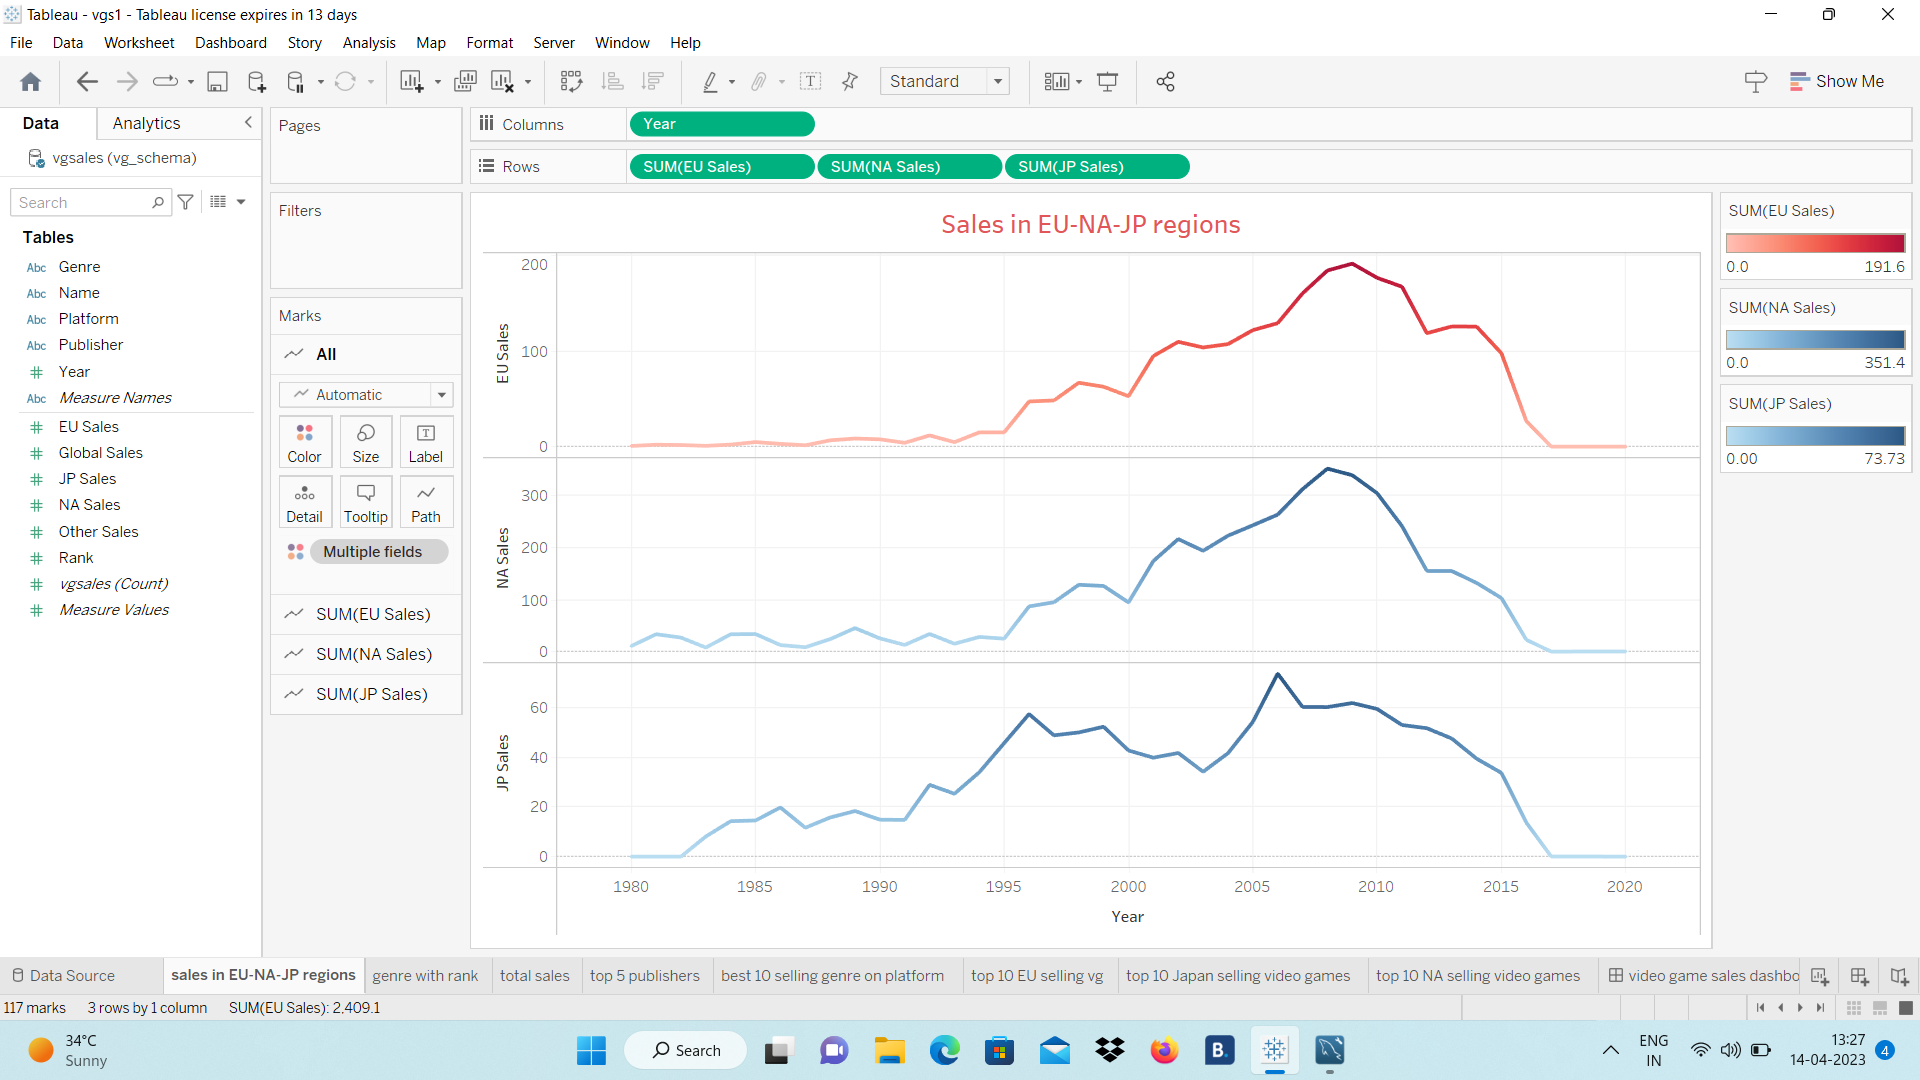 Tableau - vgs1 - Tableau license expires in 13 days
File Data Worksheet Dashboard Story Analysis Map Format Server Window Help
T Standard Show Me
Data Analytics
vgsales (vg_schema)
Search
Tables
Abc Genre
Abc Name
Abc Platform
Abc Publisher
# Year
Abc Measure Names
# EU Sales
# Global Sales
# JP Sales
# NA Sales
# Other Sales
# Rank
# vgsales (Count)
# Measure Values
Pages
Filters
Marks
All
Automatic
Color Size T Label
Detail Tooltip Path
Multiple fields
SUM(EU Sales)
SUM(NA Sales)
SUM(JP Sales)
Columns Year
Rows SUM(EU Sales) SUM(NA Sales) SUM(JP Sales)
Sales in EU-NA-JP regions
EU Sales
200
100
0
NA Sales
300
200
100
0
JP Sales
60
40
20
0
1980 1985 1990 1995 2000 2005 2010 2015 2020
Year
SUM(EU Sales)
0.0 191.6
SUM(NA Sales)
0.0 351.4
SUM(JP Sales)
0.00 73.73
Data Source sales in EU-NA-JP regions genre with rank total sales top 5 publishers best 10 selling genre on platform top 10 EU selling vg top 10 Japan selling video games top 10 NA selling video games video game sales dashbo
117 marks 3 rows by 1 column SUM(EU Sales): 2,409.1
34°C
Sunny
Search
B.
ENG
IN
13:27
14-04-2023
4